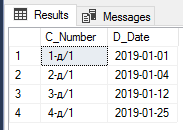 Results Messages
C_Number D_Date
1 1-д/1 2019-01-01
2 2-д/1 2019-01-04
3 3-д/1 2019-01-12
4 4-д/1 2019-01-25